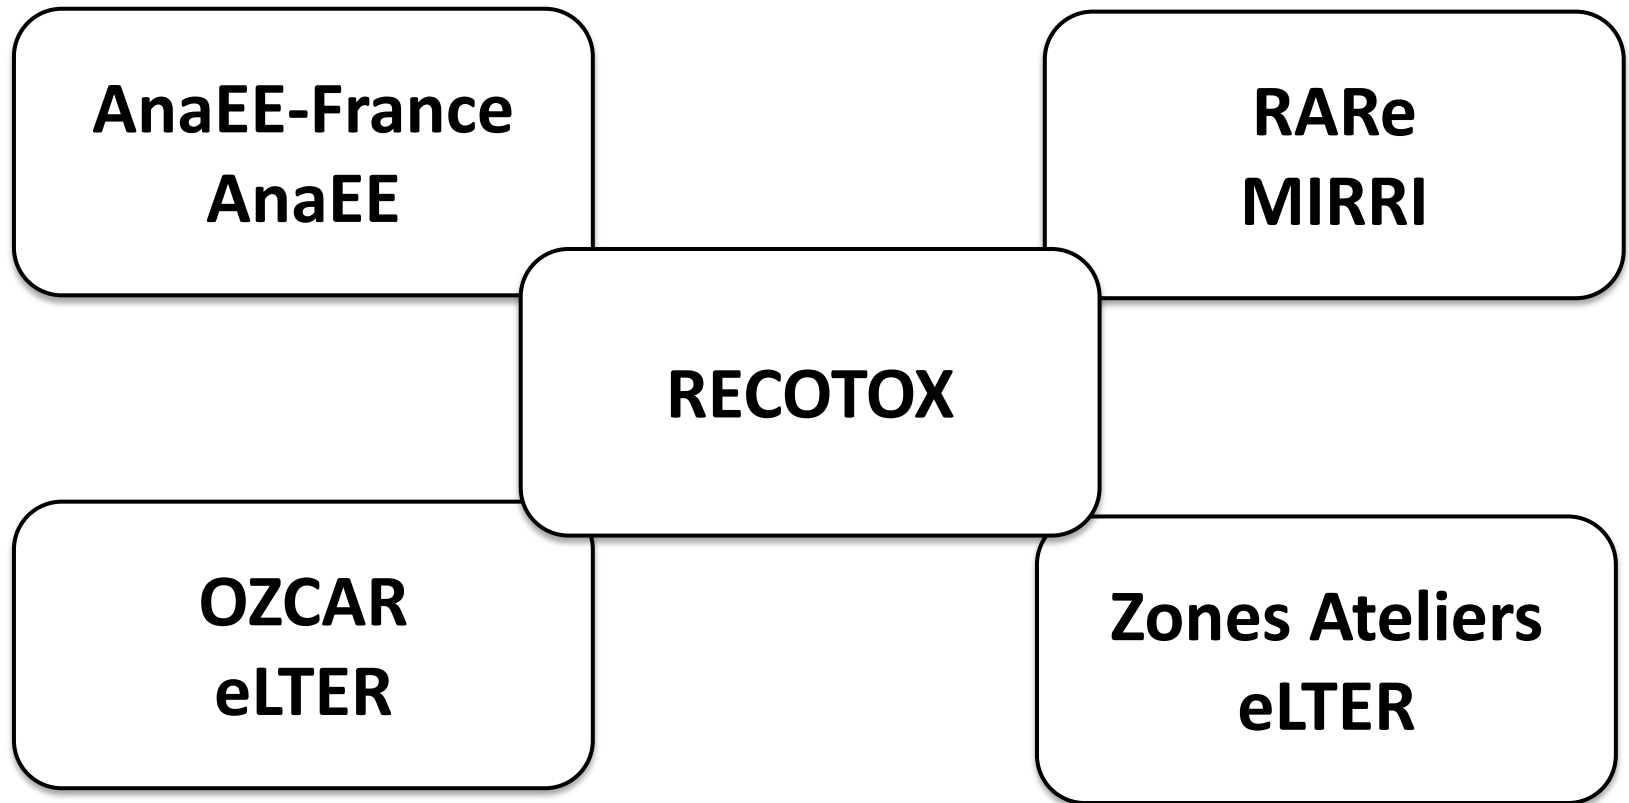 AnaEE-France
AnaEE
RARe
MIRRI
RECOTOX
OZCAR
eLTER
Zones Ateliers
eLTER